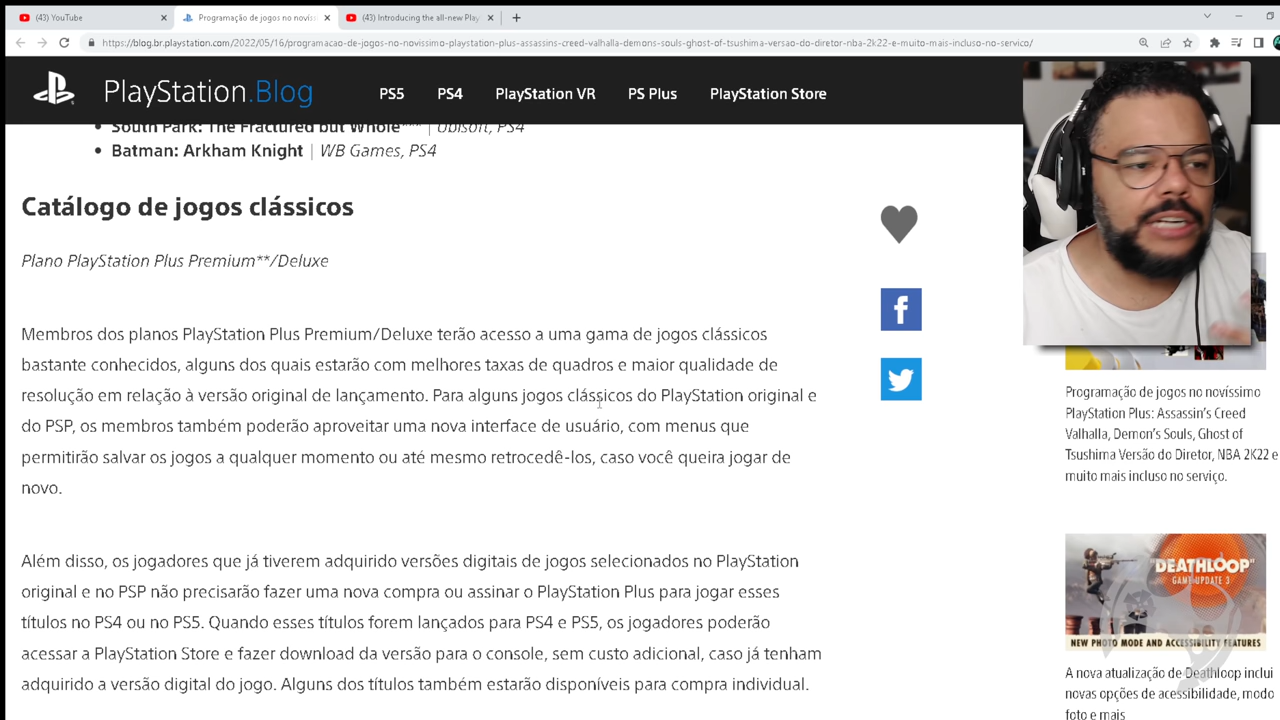 (43) YouTube
Programação de jogos no novíssi
(43) Introducing the all-new Play
https://blog.br.playstation.com/2022/05/16/programacao-de-jogos-no-novissimo-playstation-plus-assassins-creed-valhalla-demons-souls-ghost-of-tsushima-versao-do-diretor-nba-2k22-e-muito-mais-incluso-no-servico/
PlayStation.Blog
PS5
PS4
PlayStation VR
PS Plus
PlayStation Store
• South Park: The Fractured but Whole*** | Ubisoft, PS4
• Batman: Arkham Knight | WB Games, PS4
Catálogo de jogos clássicos
Plano PlayStation Plus Premium**/Deluxe
Membros dos planos PlayStation Plus Premium/Deluxe terão acesso a uma gama de jogos clássicos
bastante conhecidos, alguns dos quais estarão com melhores taxas de quadros e maior qualidade de
resolução em relação à versão original de lançamento. Para alguns jogos clássicos do PlayStation original e
do PSP, os membros também poderão aproveitar uma nova interface de usuário, com menus que
permitirão salvar os jogos a qualquer momento ou até mesmo retrocedê-los, caso você queira jogar de
novo.
Além disso, os jogadores que já tiverem adquirido versões digitais de jogos selecionados no PlayStation
original e no PSP não precisarão fazer uma nova compra ou assinar o PlayStation Plus para jogar esses
títulos no PS4 ou no PS5. Quando esses títulos forem lançados para PS4 e PS5, os jogadores poderão
acessar a PlayStation Store e fazer download da versão para o console, sem custo adicional, caso já tenham
adquirido a versão digital do jogo. Alguns dos títulos também estarão disponíveis para compra individual.
Programação de jogos no novíssimo
PlayStation Plus: Assassin's Creed
Valhalla, Demon's Souls, Ghost of
Tsushima Versão do Diretor, NBA 2K22 e
muito mais incluso no serviço.
"DEATHLOOP"
GAME UPDATE 3
NEW PHOTO MODE AND ACCESSIBILITY FEATURES
A nova atualização de Deathloop inclui
novas opções de acessibilidade, modo
foto e mais